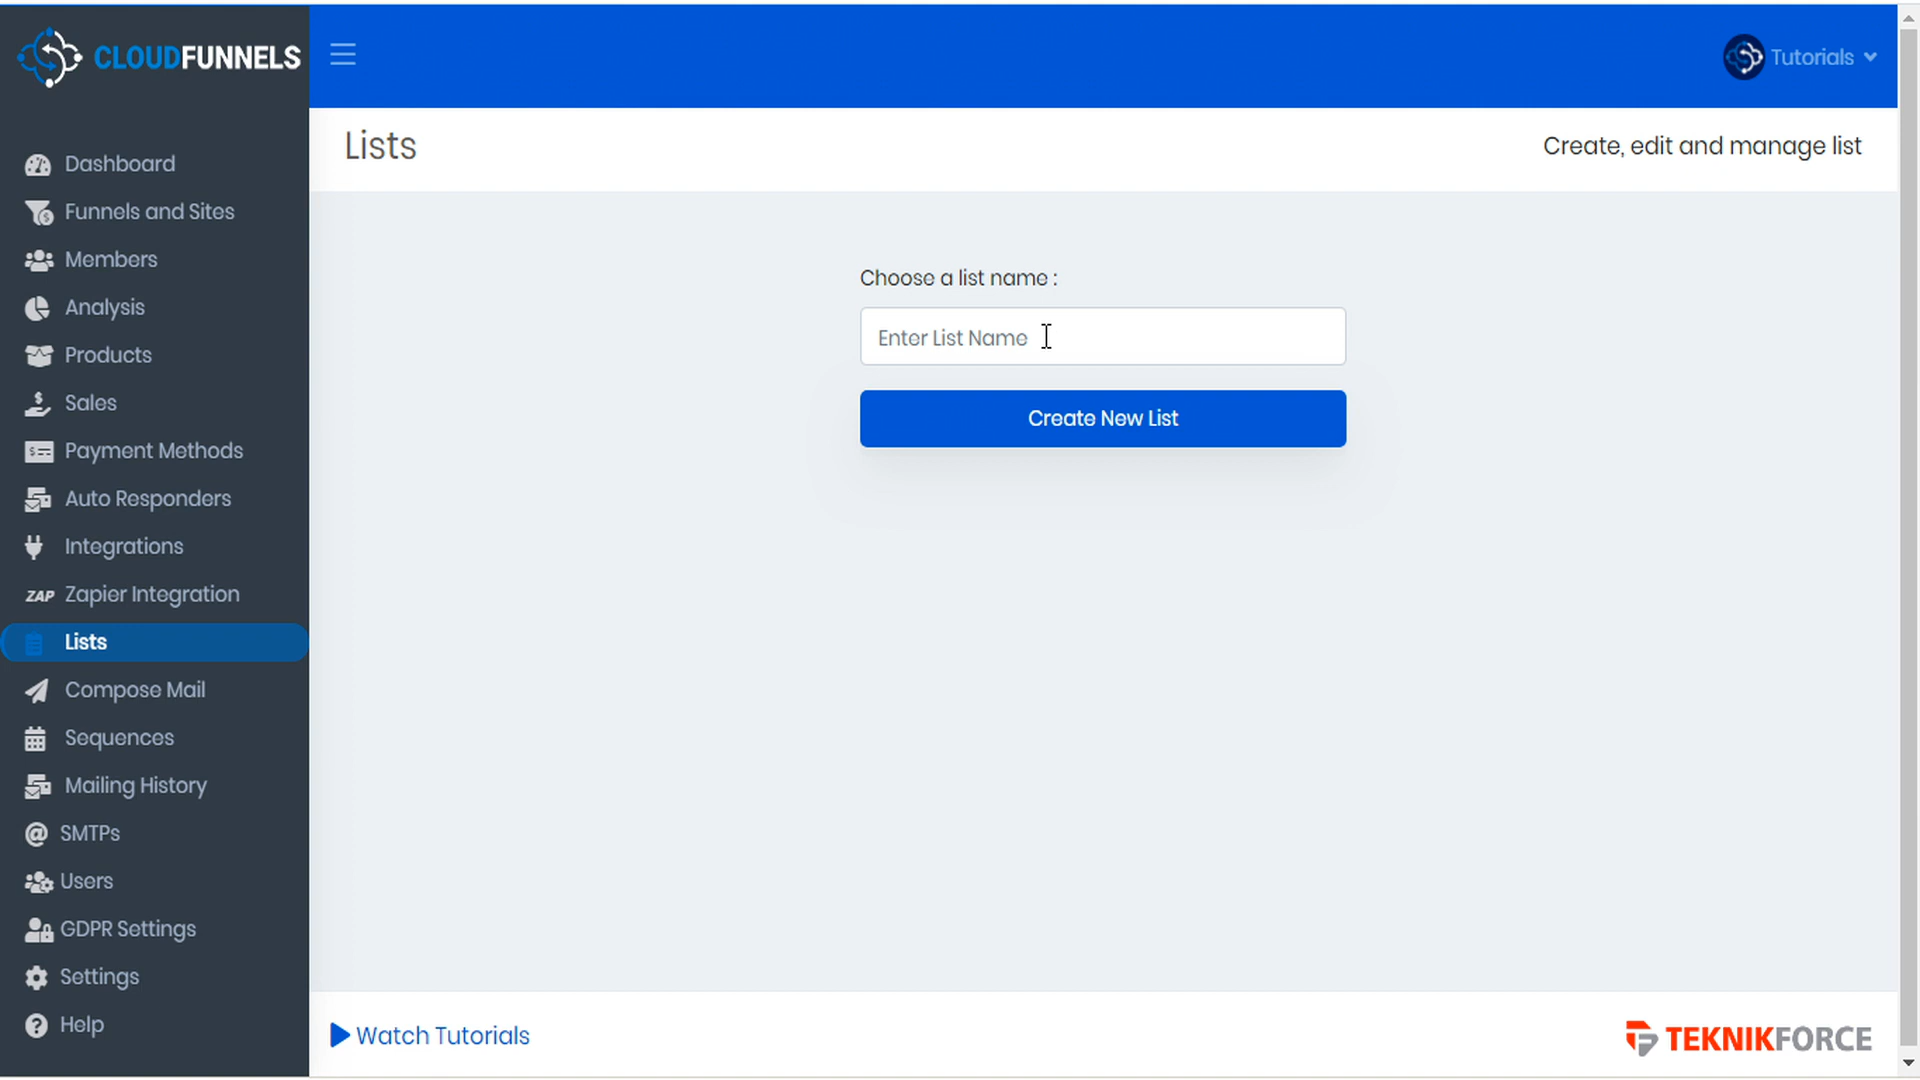 CLOUDFUNNELS
Tutorials
Lists
Create, edit and manage list
Dashboard
Funnels and Sites
Members
Analysis
Products
Sales
Payment Methods
Auto Responders
Integrations
ZAP Zapier Integration
Lists
Compose Mail
Sequences
Mailing History
SMTPs
Users
GDPR Settings
Settings
Help
Choose a list name :
Enter List Name
Create New List
Watch Tutorials
TEKNIKFORCE